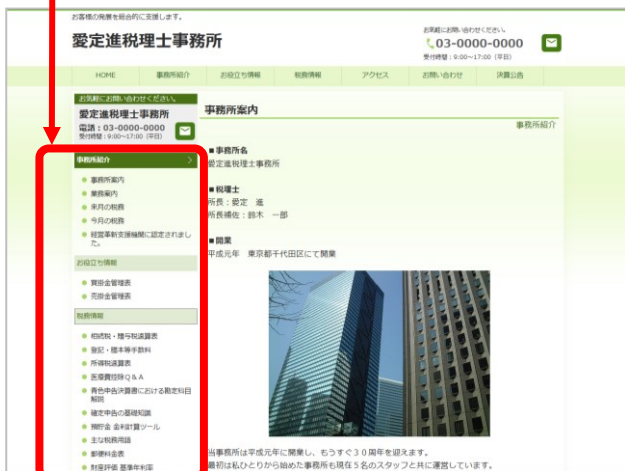 お客様の発展を総合的に支援します。
愛定進税理士事務所
お気軽にお問い合わせください。
03-0000-0000
受付時間:9:00~17:00(平日)
HOME 事務所紹介 お役立ち情報 税務情報 アクセス お問い合わせ 決算公告
お気軽にお問い合わせください。
愛定進税理士事務所
電話:03-0000-0000
受付時間:9:00~17:00(平日)
事務所紹介
事務所案内
業務案内
来月の税務
今月の税務
経営革新支援機関に認定されまし
た。
お役立ち情報
買掛金管理表
売掛金管理表
税務情報
相続税・贈与税速算表
登記・謄本等手数料
所得税速算表
医療費控除Q&A
青色申告決算書における勘定科目
解説
確定申告の基礎知識
預貯金 金利計算ツール
主な税務用語
郵便料金表
財産評価 基準年利率
事務所案内
事務所紹介
■事務所名
愛定進税理士事務所
■税理士
所長:愛定 進
所長補佐:鈴木 一郎
■開業
平成元年 東京都千代田区にて開業
当事務所は平成元年に開業し、もうすぐ30周年を迎えます。
最初は私ひとりから始めた事務所も現在5名のスタッフと共に運営しています。